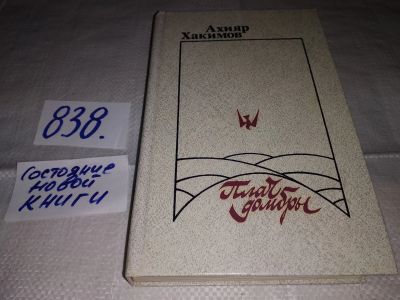 Ахияр
Хакимов
838.
Состояние
новой
книги
Плач
домбры